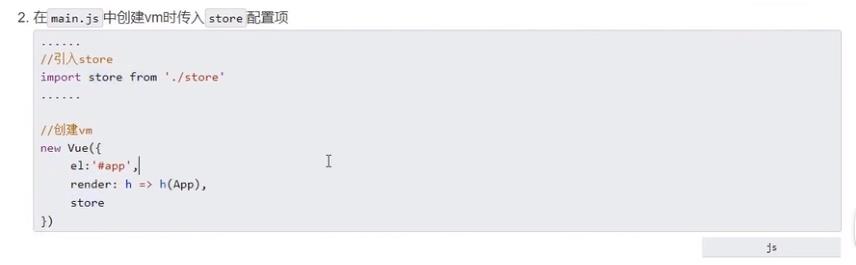 2. 在 main.js 中创建vm时传入 store 配置项
......
//引入store
import store from './store'
......
//创建vm
new Vue({
    el:'#app',
    render: h => h(App),
    store
})
js